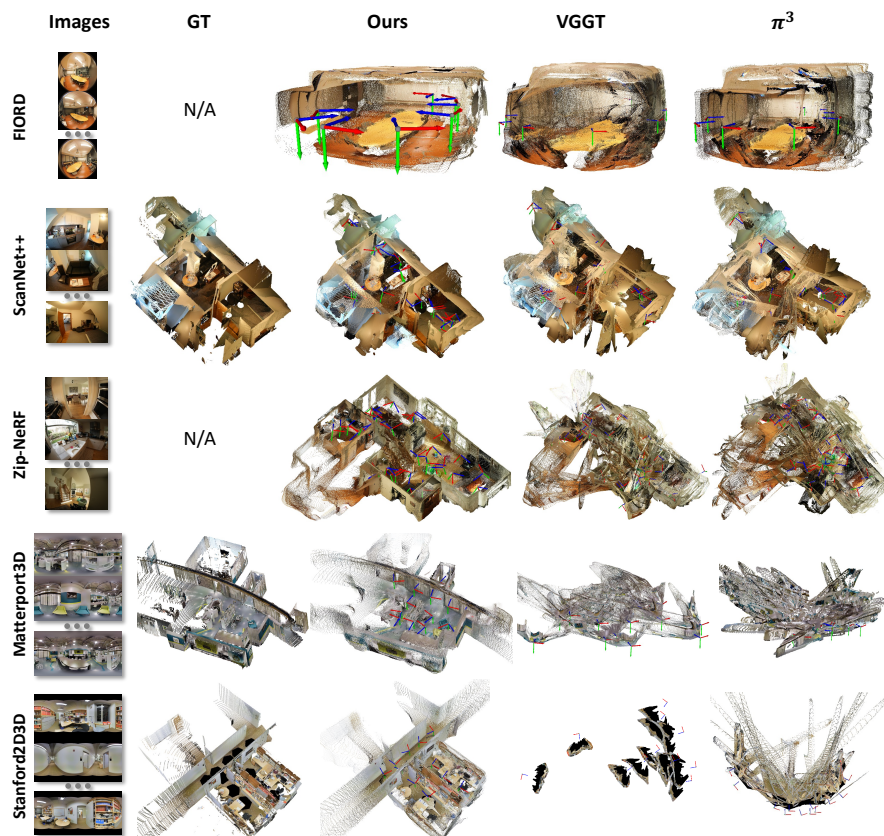 Images GT Ours VGGT π³
FIORD
N/A
ScanNet++
Zip-NeRF
N/A
Matterport3D
Stanford2D3D